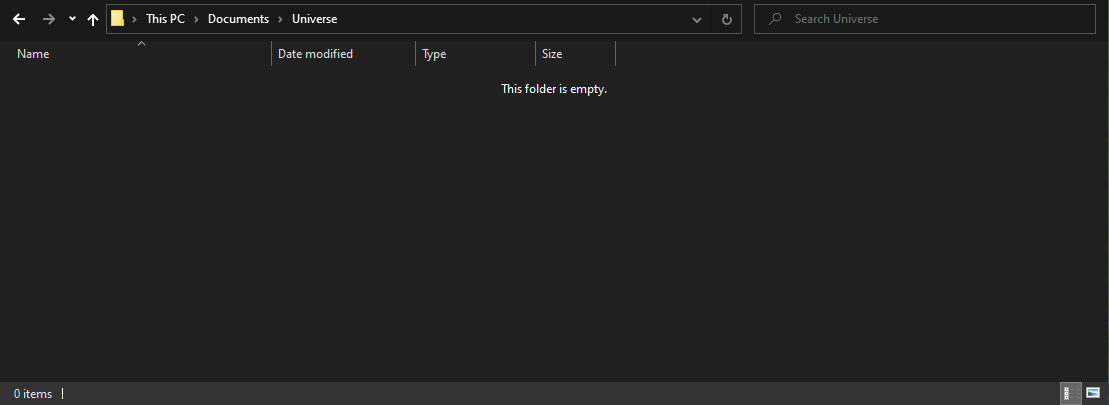 This PC > Documents > Universe Search Universe
Name Date modified Type Size
This folder is empty.
0 items